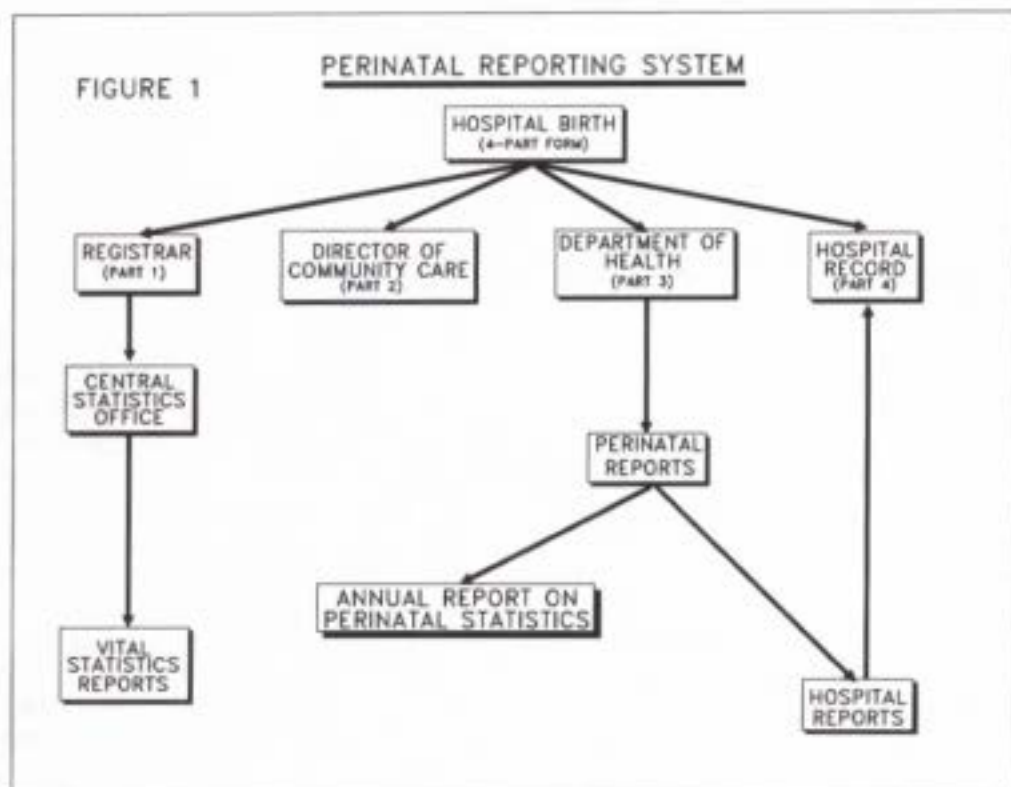 FIGURE 1
PERINATAL REPORTING SYSTEM
HOSPITAL BIRTH
(4-PART FORM)
REGISTRAR
(PART 1)
DIRECTOR OF
COMMUNITY CARE
(PART 2)
DEPARTMENT OF
HEALTH
(PART 3)
HOSPITAL
RECORD
(PART 4)
CENTRAL
STATISTICS
OFFICE
PERINATAL
REPORTS
ANNUAL REPORT ON
PERINATAL STATISTICS
VITAL
STATISTICS
REPORTS
HOSPITAL
REPORTS